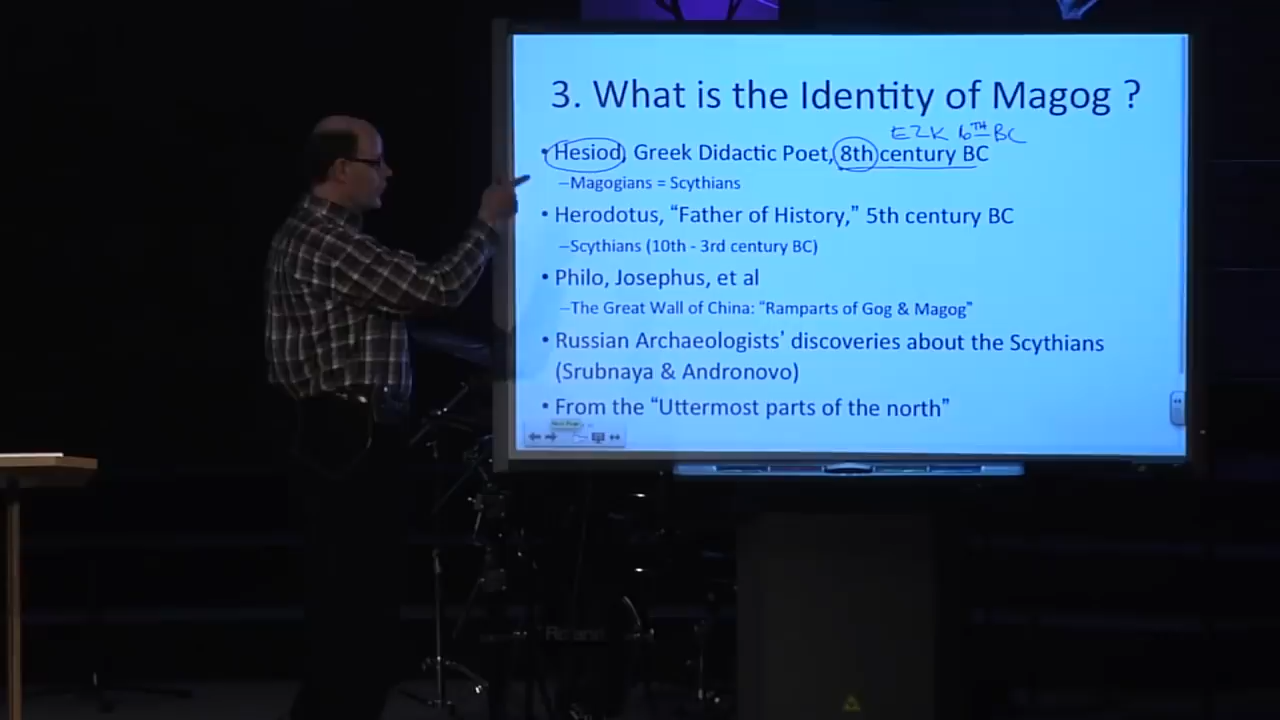 3. What is the Identity of Magog ?
EZK 6TH BC
• Hesiod, Greek Didactic Poet, 8th century BC
–Magogians = Scythians
• Herodotus, “Father of History,” 5th century BC
–Scythians (10th - 3rd century BC)
• Philo, Josephus, et al
–The Great Wall of China: “Ramparts of Gog & Magog”
• Russian Archaeologists’ discoveries about the Scythians
(Srubnaya & Andronovo)
• From the “Uttermost parts of the north”
Next Page
Roland